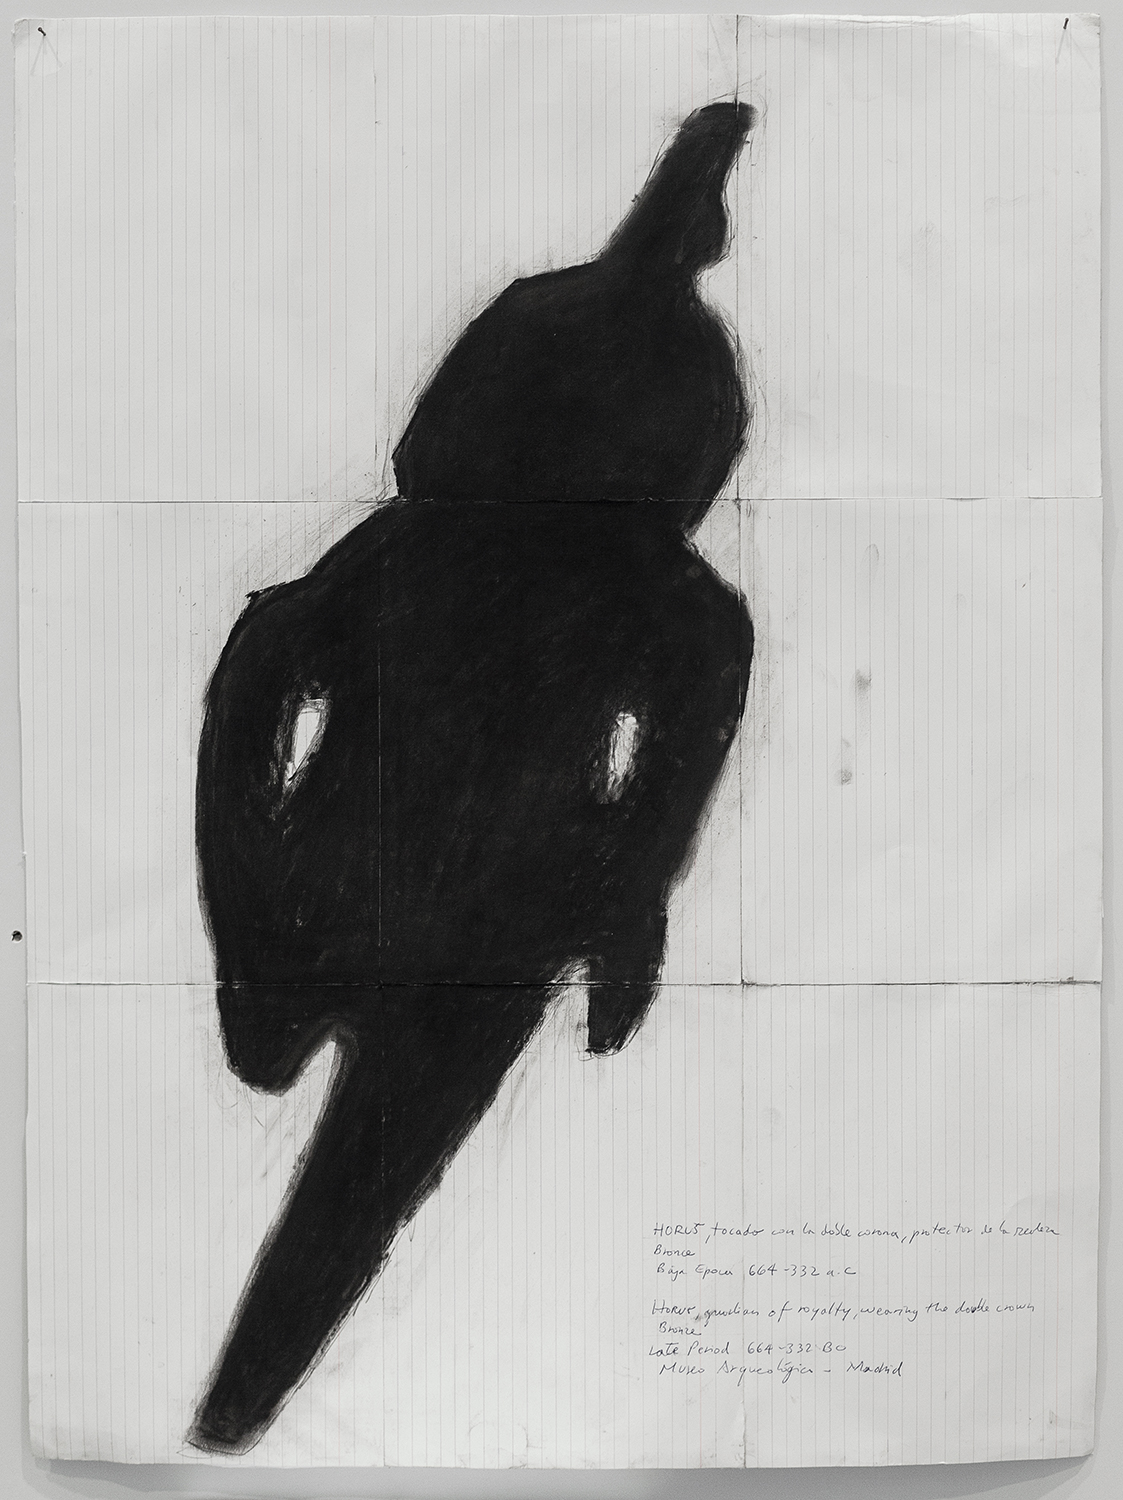 HORUS, tocado con la doble corona, protector de la realeza
Bronce
Baja Epoca 664-332 a.C
Horus, guardian of royalty, wearing the double crown
Bronze
Late Period 664-332 BC
Museo Arqueológico - Madrid